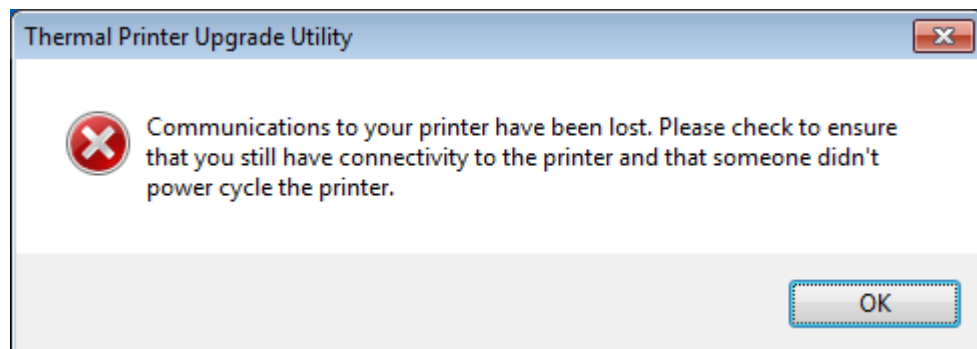 Thermal Printer Upgrade Utility
Communications to your printer have been lost. Please check to ensure
that you still have connectivity to the printer and that someone didn't
power cycle the printer.
OK